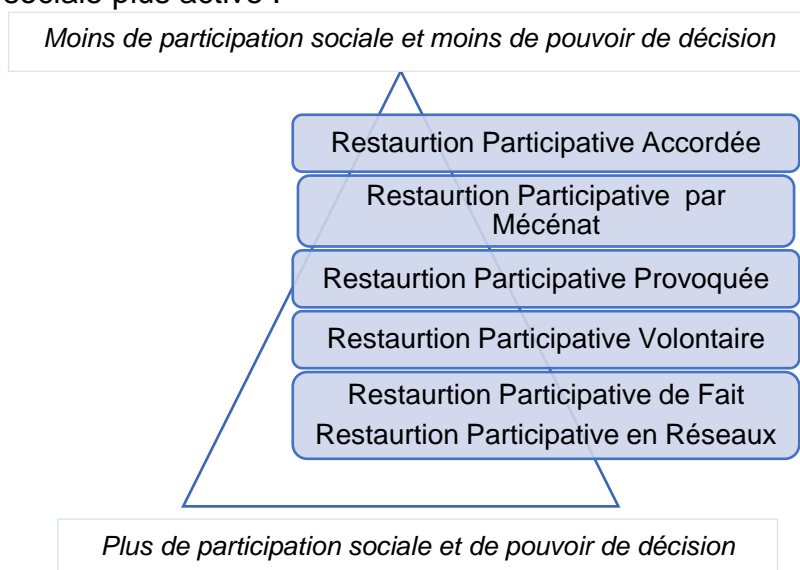 sociale plus active :
Moins de participation sociale et moins de pouvoir de décision
Restaurtion Participative Accordée
Restaurtion Participative par
Mécénat
Restaurtion Participative Provoquée
Restaurtion Participative Volontaire
Restaurtion Participative de Fait
Restaurtion Participative en Réseaux
Plus de participation sociale et de pouvoir de décision